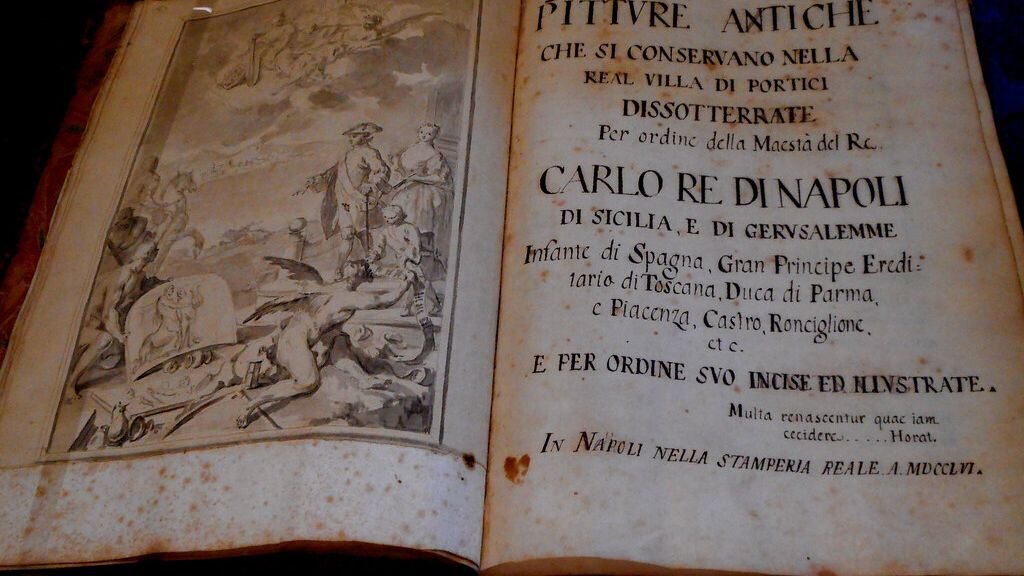 PITTVRE ANTICHE
CHE SI CONSERVANO NELLA
REAL VILLA DI PORTICI
DISSOTTERRATE
Per ordine della Maestà del Re.
CARLO RE DI NAPOLI
DI SICILIA, E DI GERVSALEMME
Infante di Spagna, Gran Principe Eredi=
tario di Toscana, Duca di Parma,
e Piacenza, Castro, Ronciglione,
etc.
E PER ORDINE SVO INCISE ED ILLVSTRATE.
Multa renascentur quae iam
cecidere.....Horat.
IN NAPOLI NELLA STAMPERIA REALE A. MDCCLVI.